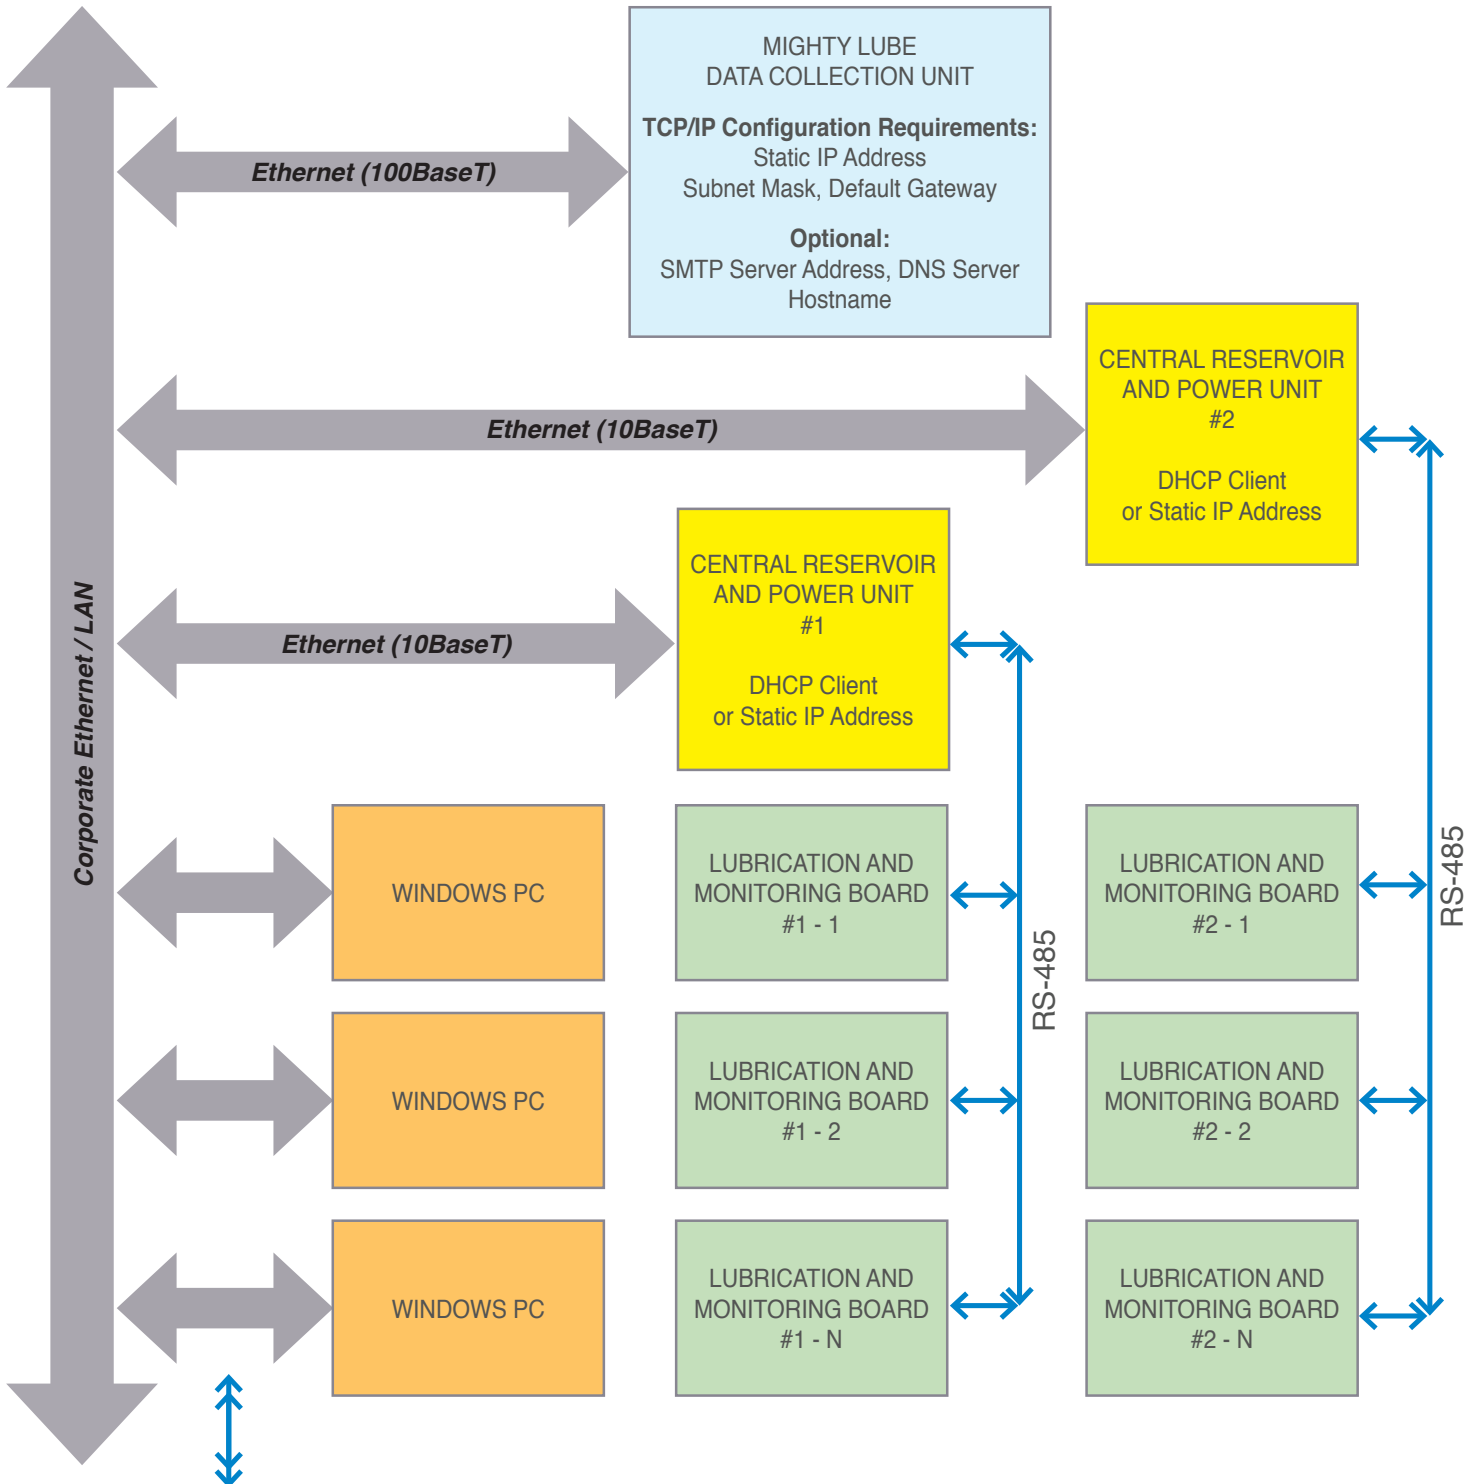 MIGHTY LUBE
DATA COLLECTION UNIT
TCP/IP Configuration Requirements:
Static IP Address
Subnet Mask, Default Gateway
Optional:
SMTP Server Address, DNS Server
Hostname
Ethernet (100BaseT)
CENTRAL RESERVOIR
AND POWER UNIT
#2
DHCP Client
or Static IP Address
Ethernet (10BaseT)
CENTRAL RESERVOIR
AND POWER UNIT
#1
DHCP Client
or Static IP Address
Ethernet (10BaseT)
Corporate Ethernet / LAN
WINDOWS PC
LUBRICATION AND
MONITORING BOARD
#1 - 1
LUBRICATION AND
MONITORING BOARD
#2 - 1
RS-485
RS-485
WINDOWS PC
LUBRICATION AND
MONITORING BOARD
#1 - 2
LUBRICATION AND
MONITORING BOARD
#2 - 2
WINDOWS PC
LUBRICATION AND
MONITORING BOARD
#1 - N
LUBRICATION AND
MONITORING BOARD
#2 - N